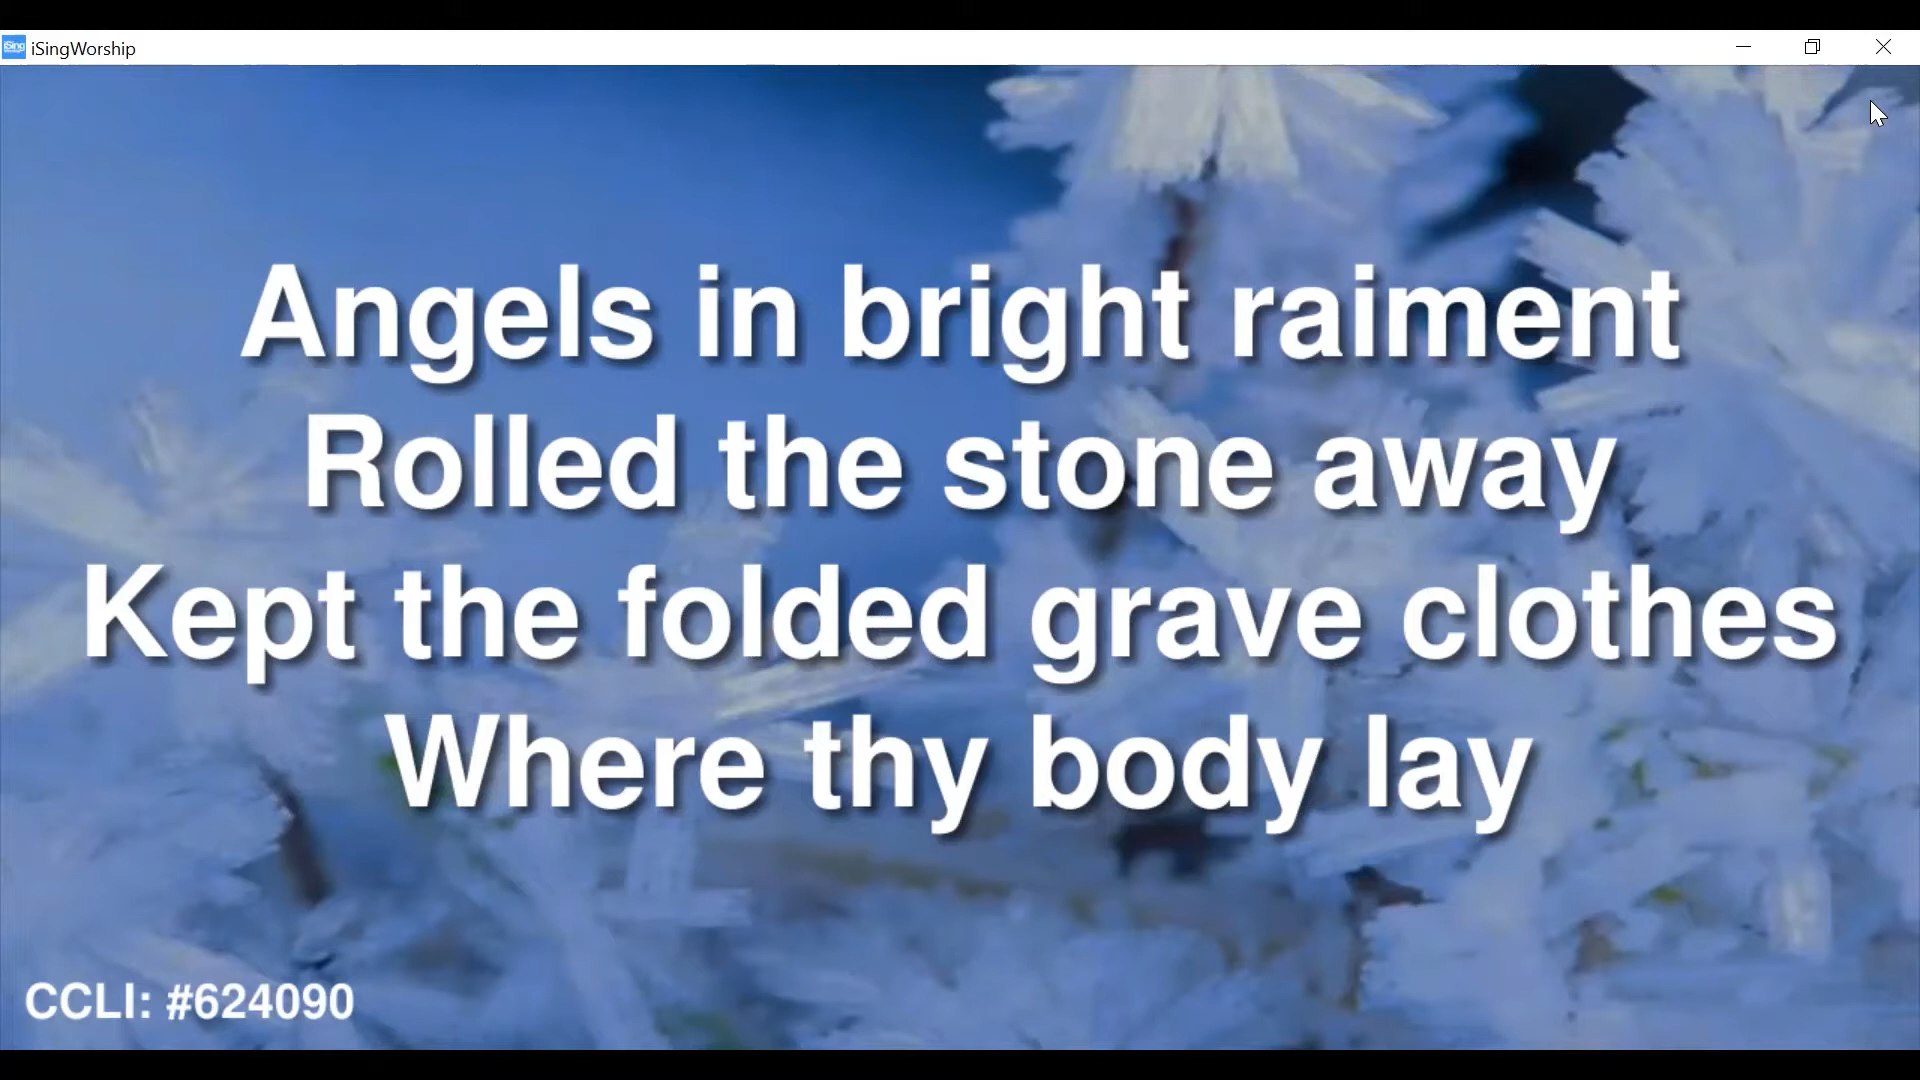 iSingWorship
Angels in bright raiment
Rolled the stone away
Kept the folded grave clothes
Where thy body lay
CCLI: #624090